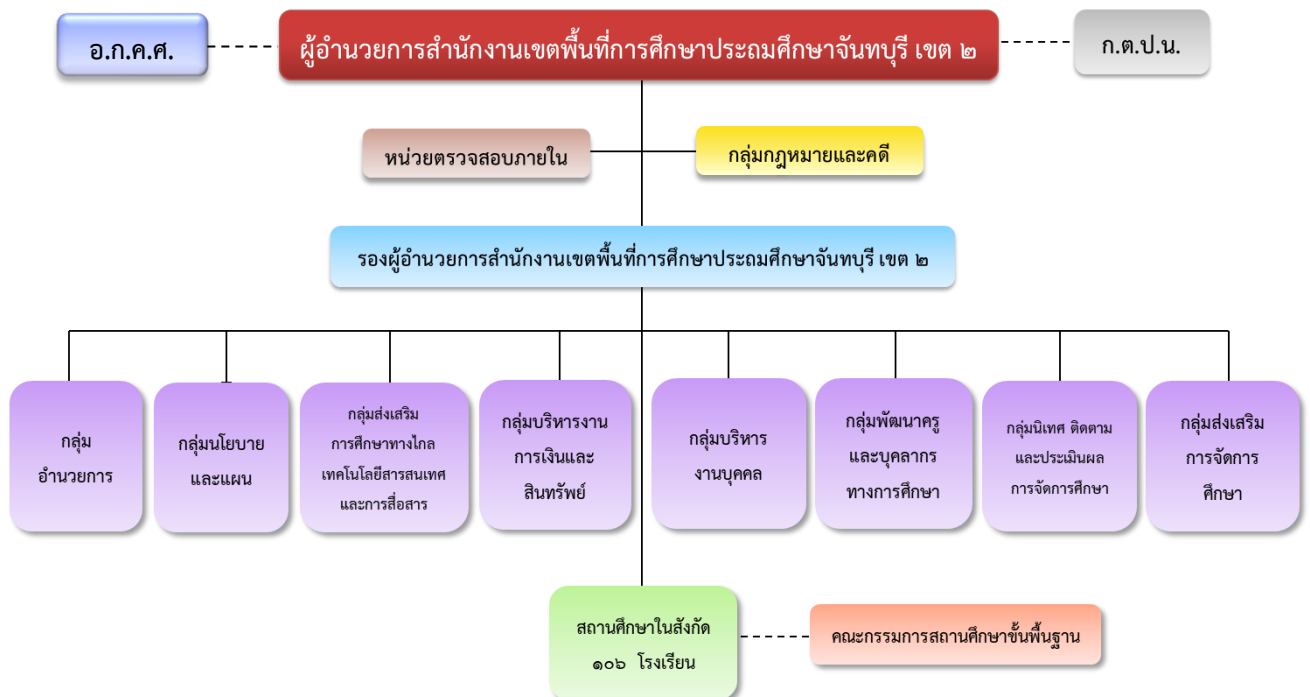 อ.ก.ค.ศ.
ผู้อำนวยการสำนักงานเขตพื้นที่การศึกษาประถมศึกษาจันทบุรี เขต ๒
ก.ต.ป.น.
หน่วยตรวจสอบภายใน
กลุ่มกฎหมายและคดี
รองผู้อำนวยการสำนักงานเขตพื้นที่การศึกษาประถมศึกษาจันทบุรี เขต ๒
กลุ่ม
อำนวยการ
กลุ่มนโยบาย
และแผน
กลุ่มส่งเสริม
การศึกษาทางไกล
เทคโนโลยีสารสนเทศ
และการสื่อสาร
กลุ่มบริหารงาน
การเงินและ
สินทรัพย์
กลุ่มบริหาร
งานบุคคล
กลุ่มพัฒนาครู
และบุคลากร
ทางการศึกษา
กลุ่มนิเทศ ติดตาม
และประเมินผล
การจัดการศึกษา
กลุ่มส่งเสริม
การจัดการ
ศึกษา
สถานศึกษาในสังกัด
๑๐๖ โรงเรียน
คณะกรรมการสถานศึกษาขั้นพื้นฐาน